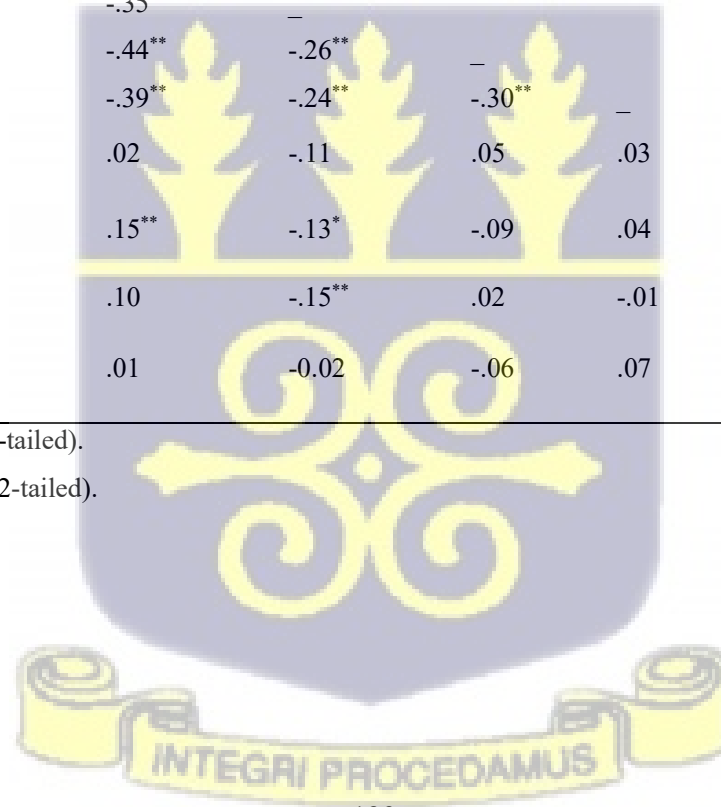 -.35 _
-.44** -.26** _
-.39** -.24** -.30** _
.02 -.11 .05 .03
.15** -.13* -.09 .04
.10 -.15** .02 -.01
.01 -0.02 -.06 .07
-tailed).
2-tailed).
INTEGRI PROCEDAMUS